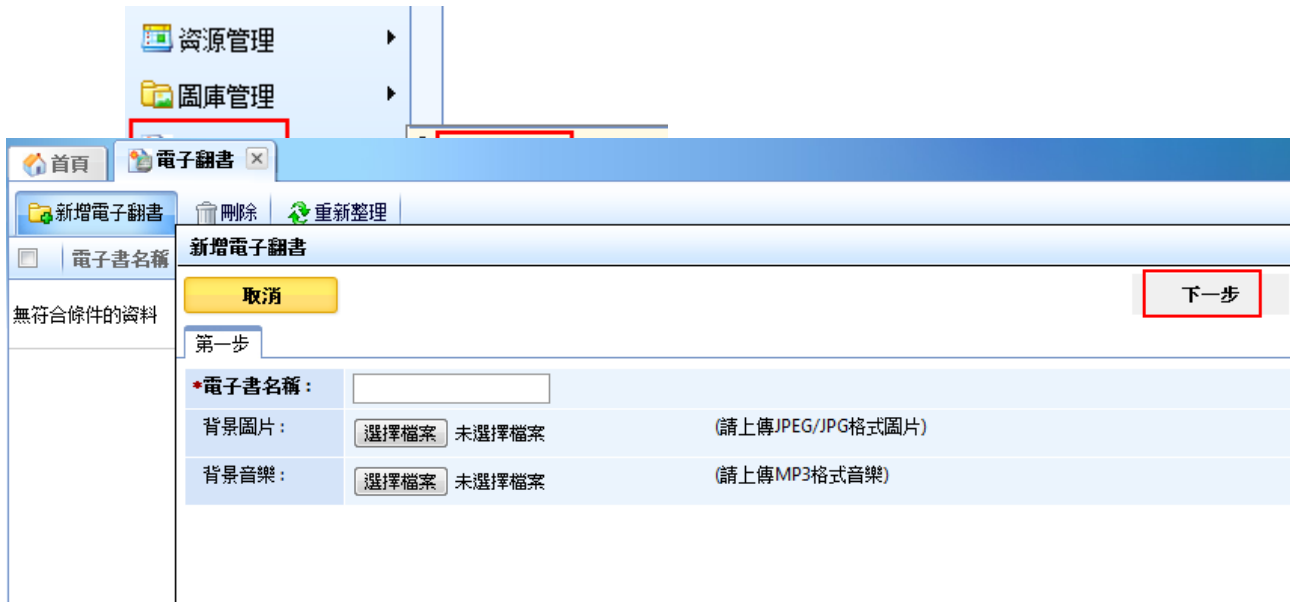 資源管理
圖庫管理
首頁 電子翻書
新增電子翻書 刪除 重新整理
電子書名稱 新增電子翻書
取消 下一步
無符合條件的資料
第一步
*電子書名稱：
背景圖片： 選擇檔案 未選擇檔案 (請上傳JPEG/JPG格式圖片)
背景音樂： 選擇檔案 未選擇檔案 (請上傳MP3格式音樂)